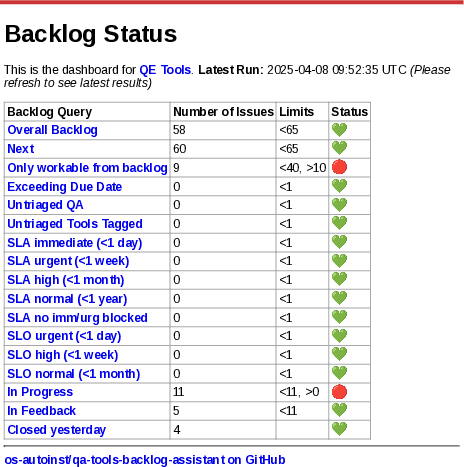 Backlog Status
This is the dashboard for QE Tools. Latest Run: 2025-04-08 09:52:35 UTC (Please
refresh to see latest results)
Backlog Query Number of Issues Limits Status
Overall Backlog 58 <65
Next 60 <65
Only workable from backlog 9 <40, >10
Exceeding Due Date 0 <1
Untriaged QA 0 <1
Untriaged Tools Tagged 0 <1
SLA immediate (<1 day) 0 <1
SLA urgent (<1 week) 0 <1
SLA high (<1 month) 0 <1
SLA normal (<1 year) 0 <1
SLA no imm/urg blocked 0 <1
SLO urgent (<1 day) 0 <1
SLO high (<1 week) 0 <1
SLO normal (<1 month) 0 <1
In Progress 11 <11, >0
In Feedback 5 <11
Closed yesterday 4
os-autoinst/qa-tools-backlog-assistant on GitHub